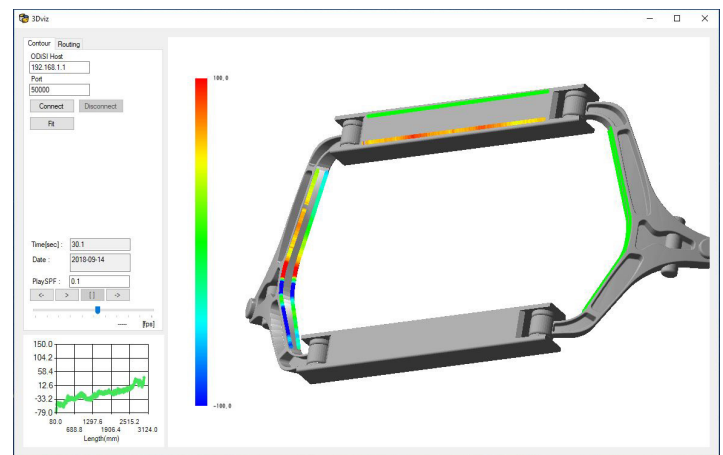 3Dviz
Contour Routing
ODiSI Host
192.168.1.1
Port
50000
Connect Disconnect
Fit
Time[sec] : 30.1
Date : 2018-09-14
PlaySPF : 0.1
<- > [ ] ->
---- [fps]
150.0
104.2
58.4
12.6
-33.2
-79.0
80.0 1297.6 2515.2
688.8 1906.4 3124.0
Length(mm)
100.0
-100.0